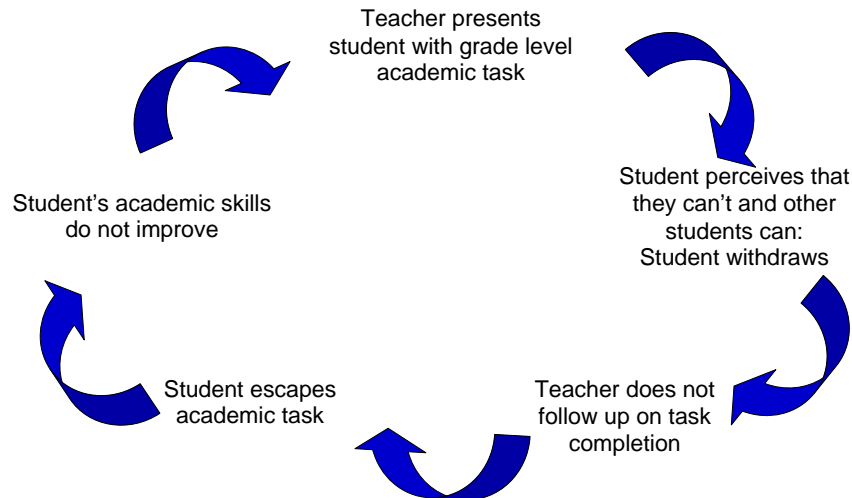 Teacher presents
student with grade level
academic task
Student perceives that
they can’t and other
students can:
Student withdraws
Teacher does not
follow up on task
completion
Student escapes
academic task
Student’s academic skills
do not improve